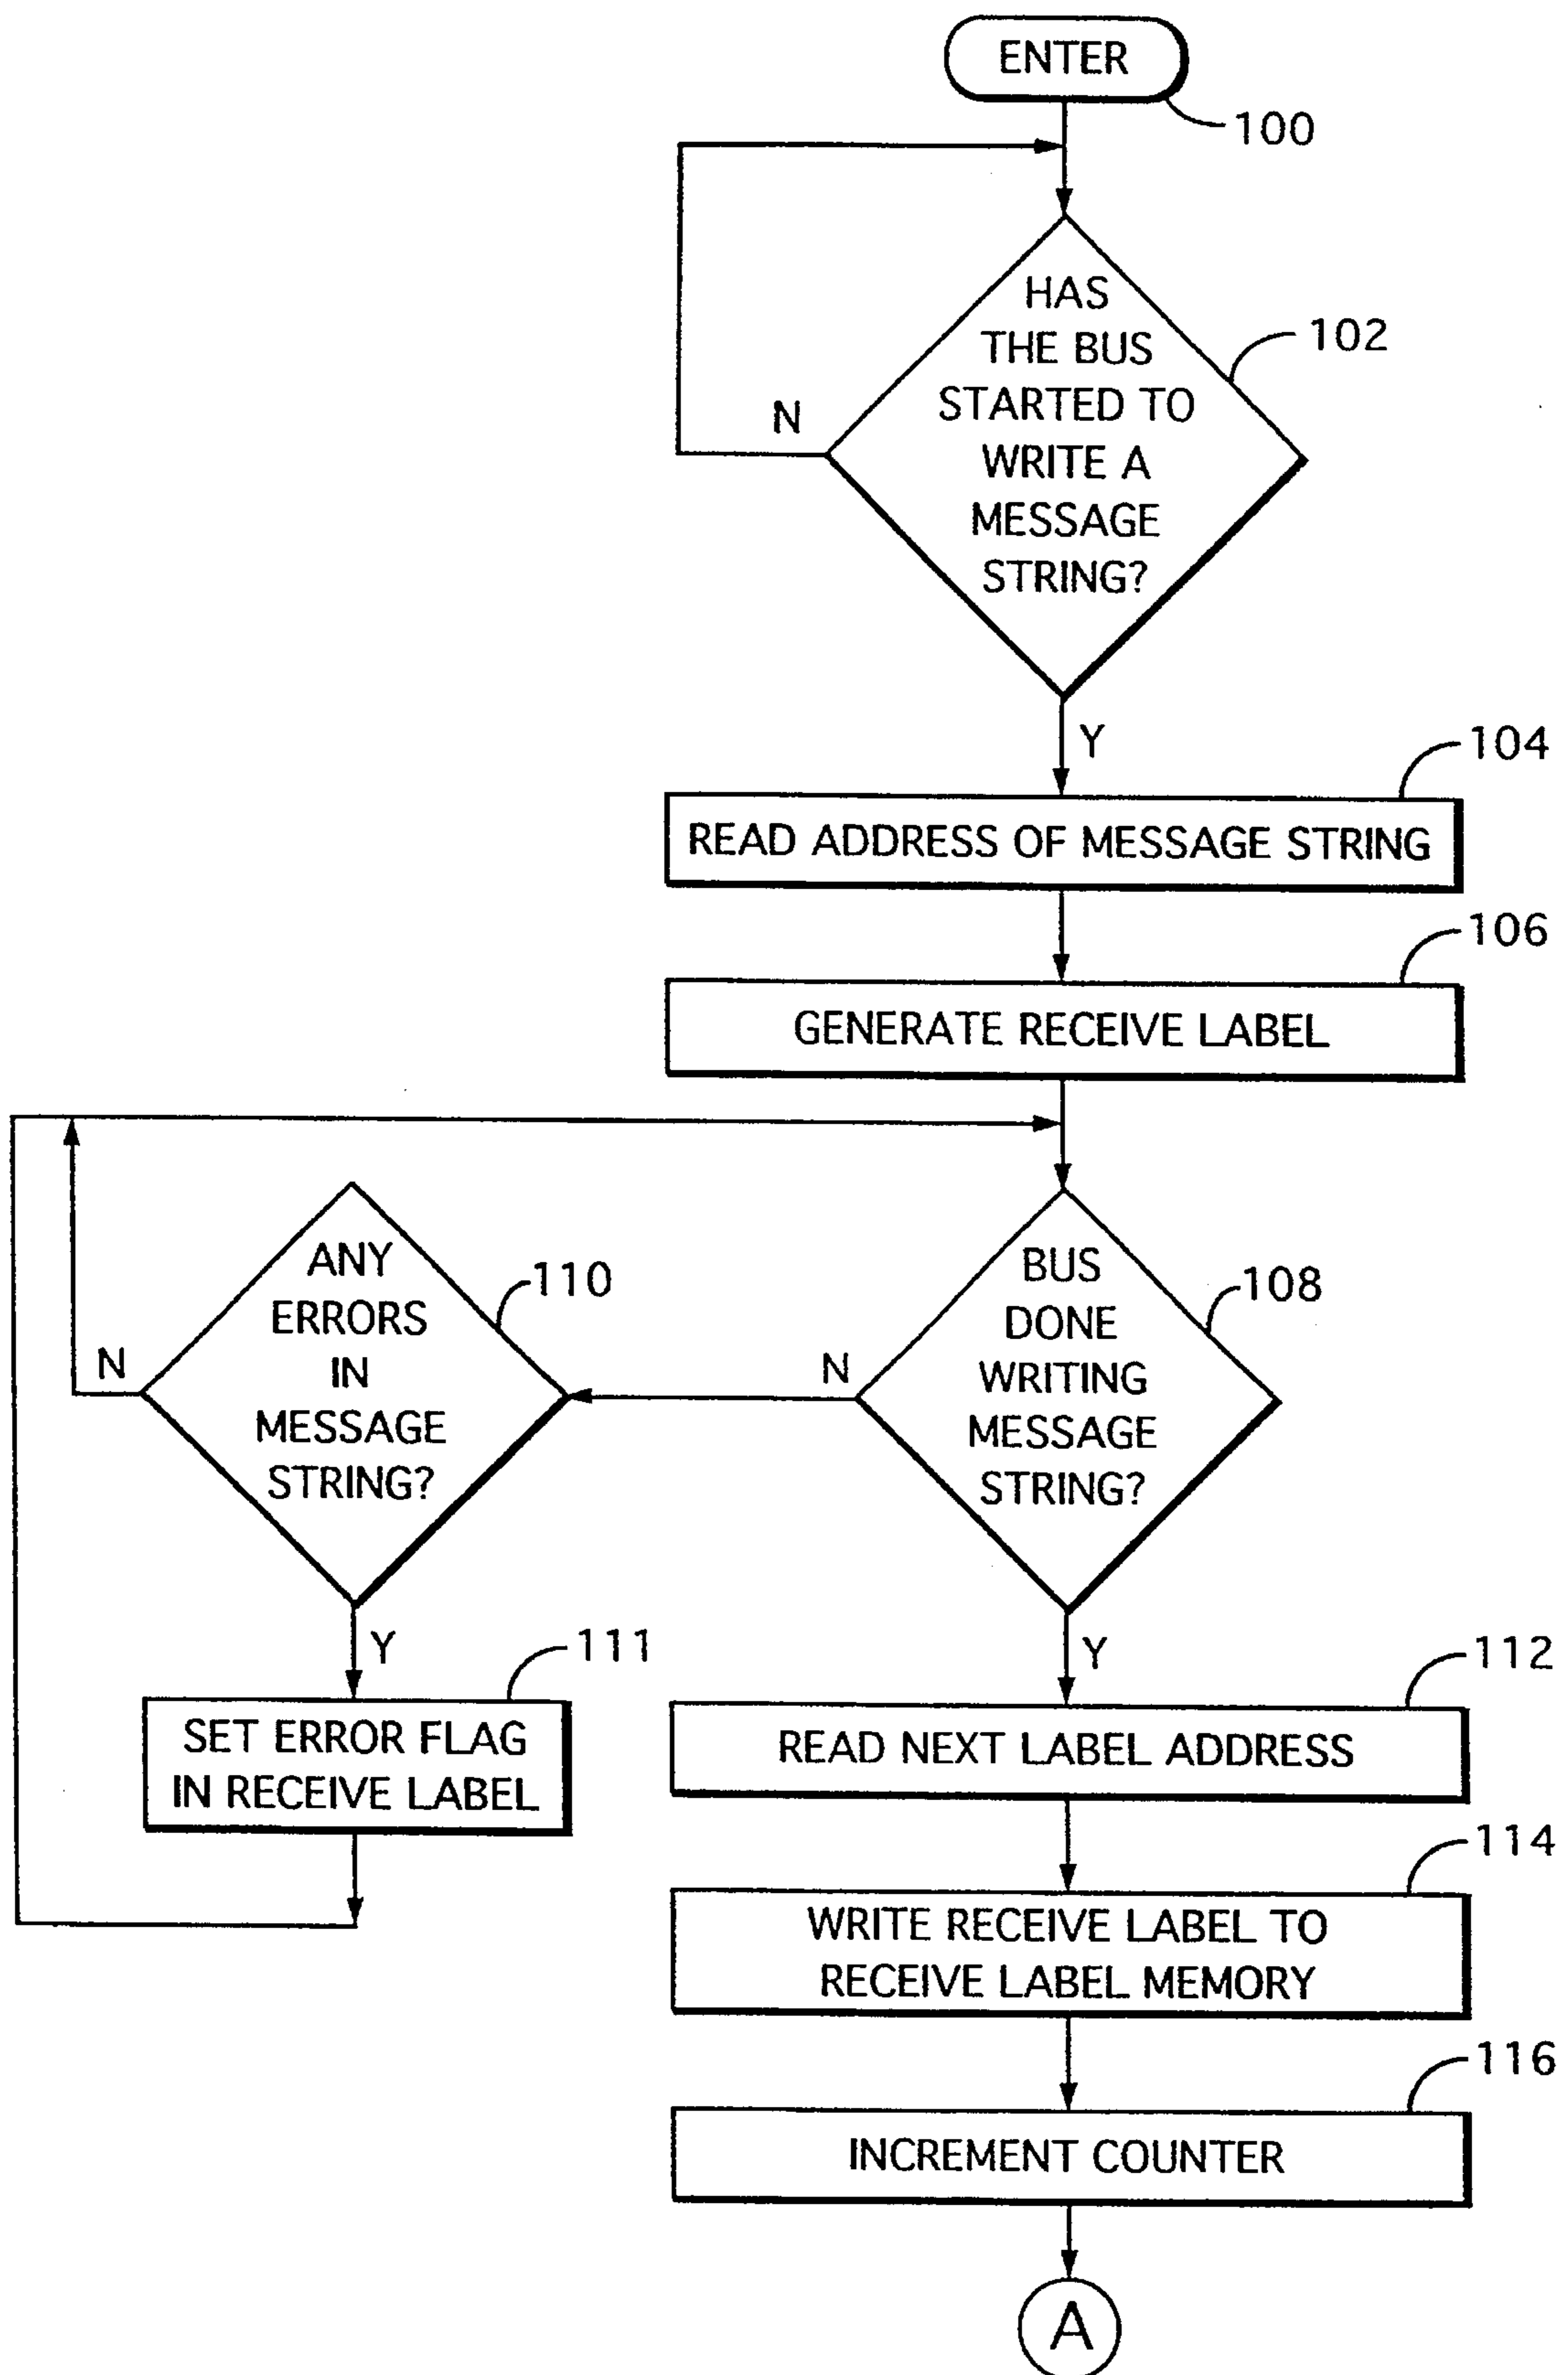 ENTER
100
HAS
THE BUS
STARTED TO
WRITE A
MESSAGE
STRING?
102
N
Y
104
READ ADDRESS OF MESSAGE STRING
106
GENERATE RECEIVE LABEL
BUS
DONE
WRITING
MESSAGE
STRING?
108
N
ANY
ERRORS
IN
MESSAGE
STRING?
110
N
Y
111
SET ERROR FLAG
IN RECEIVE LABEL
Y
112
READ NEXT LABEL ADDRESS
114
WRITE RECEIVE LABEL TO
RECEIVE LABEL MEMORY
116
INCREMENT COUNTER
A